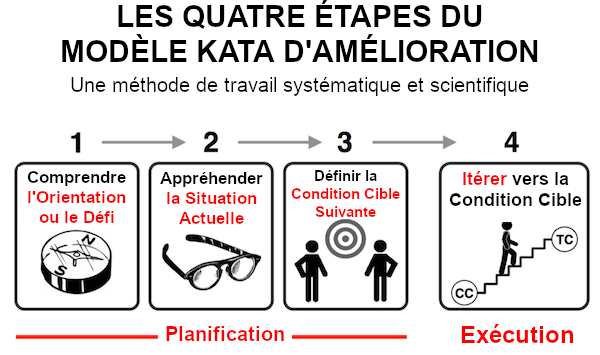 LES QUATRE ÉTAPES DU
MODÈLE KATA D'AMÉLIORATION
Une méthode de travail systématique et scientifique
1 2 3 4
Comprendre
l'Orientation
ou le Défi
N
S
Appréhender
la Situation
Actuelle
Définir la
Condition Cible
Suivante
Itérer vers la
Condition Cible
TC
CC
Planification
Exécution